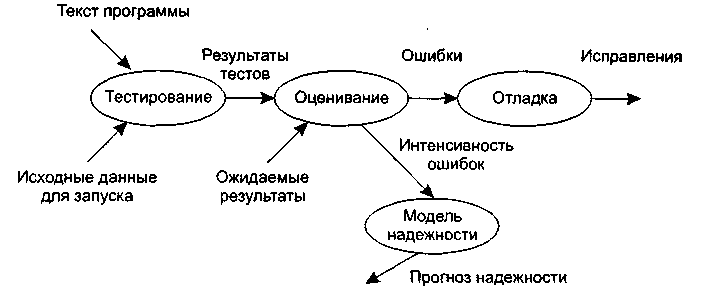 Текст программы
Результаты
тестов
Ошибки
Исправления
Тестирование
Оценивание
Отладка
Исходные данные
для запуска
Ожидаемые
результаты
Интенсивность
ошибок
Модель
надежности
Прогноз надежности